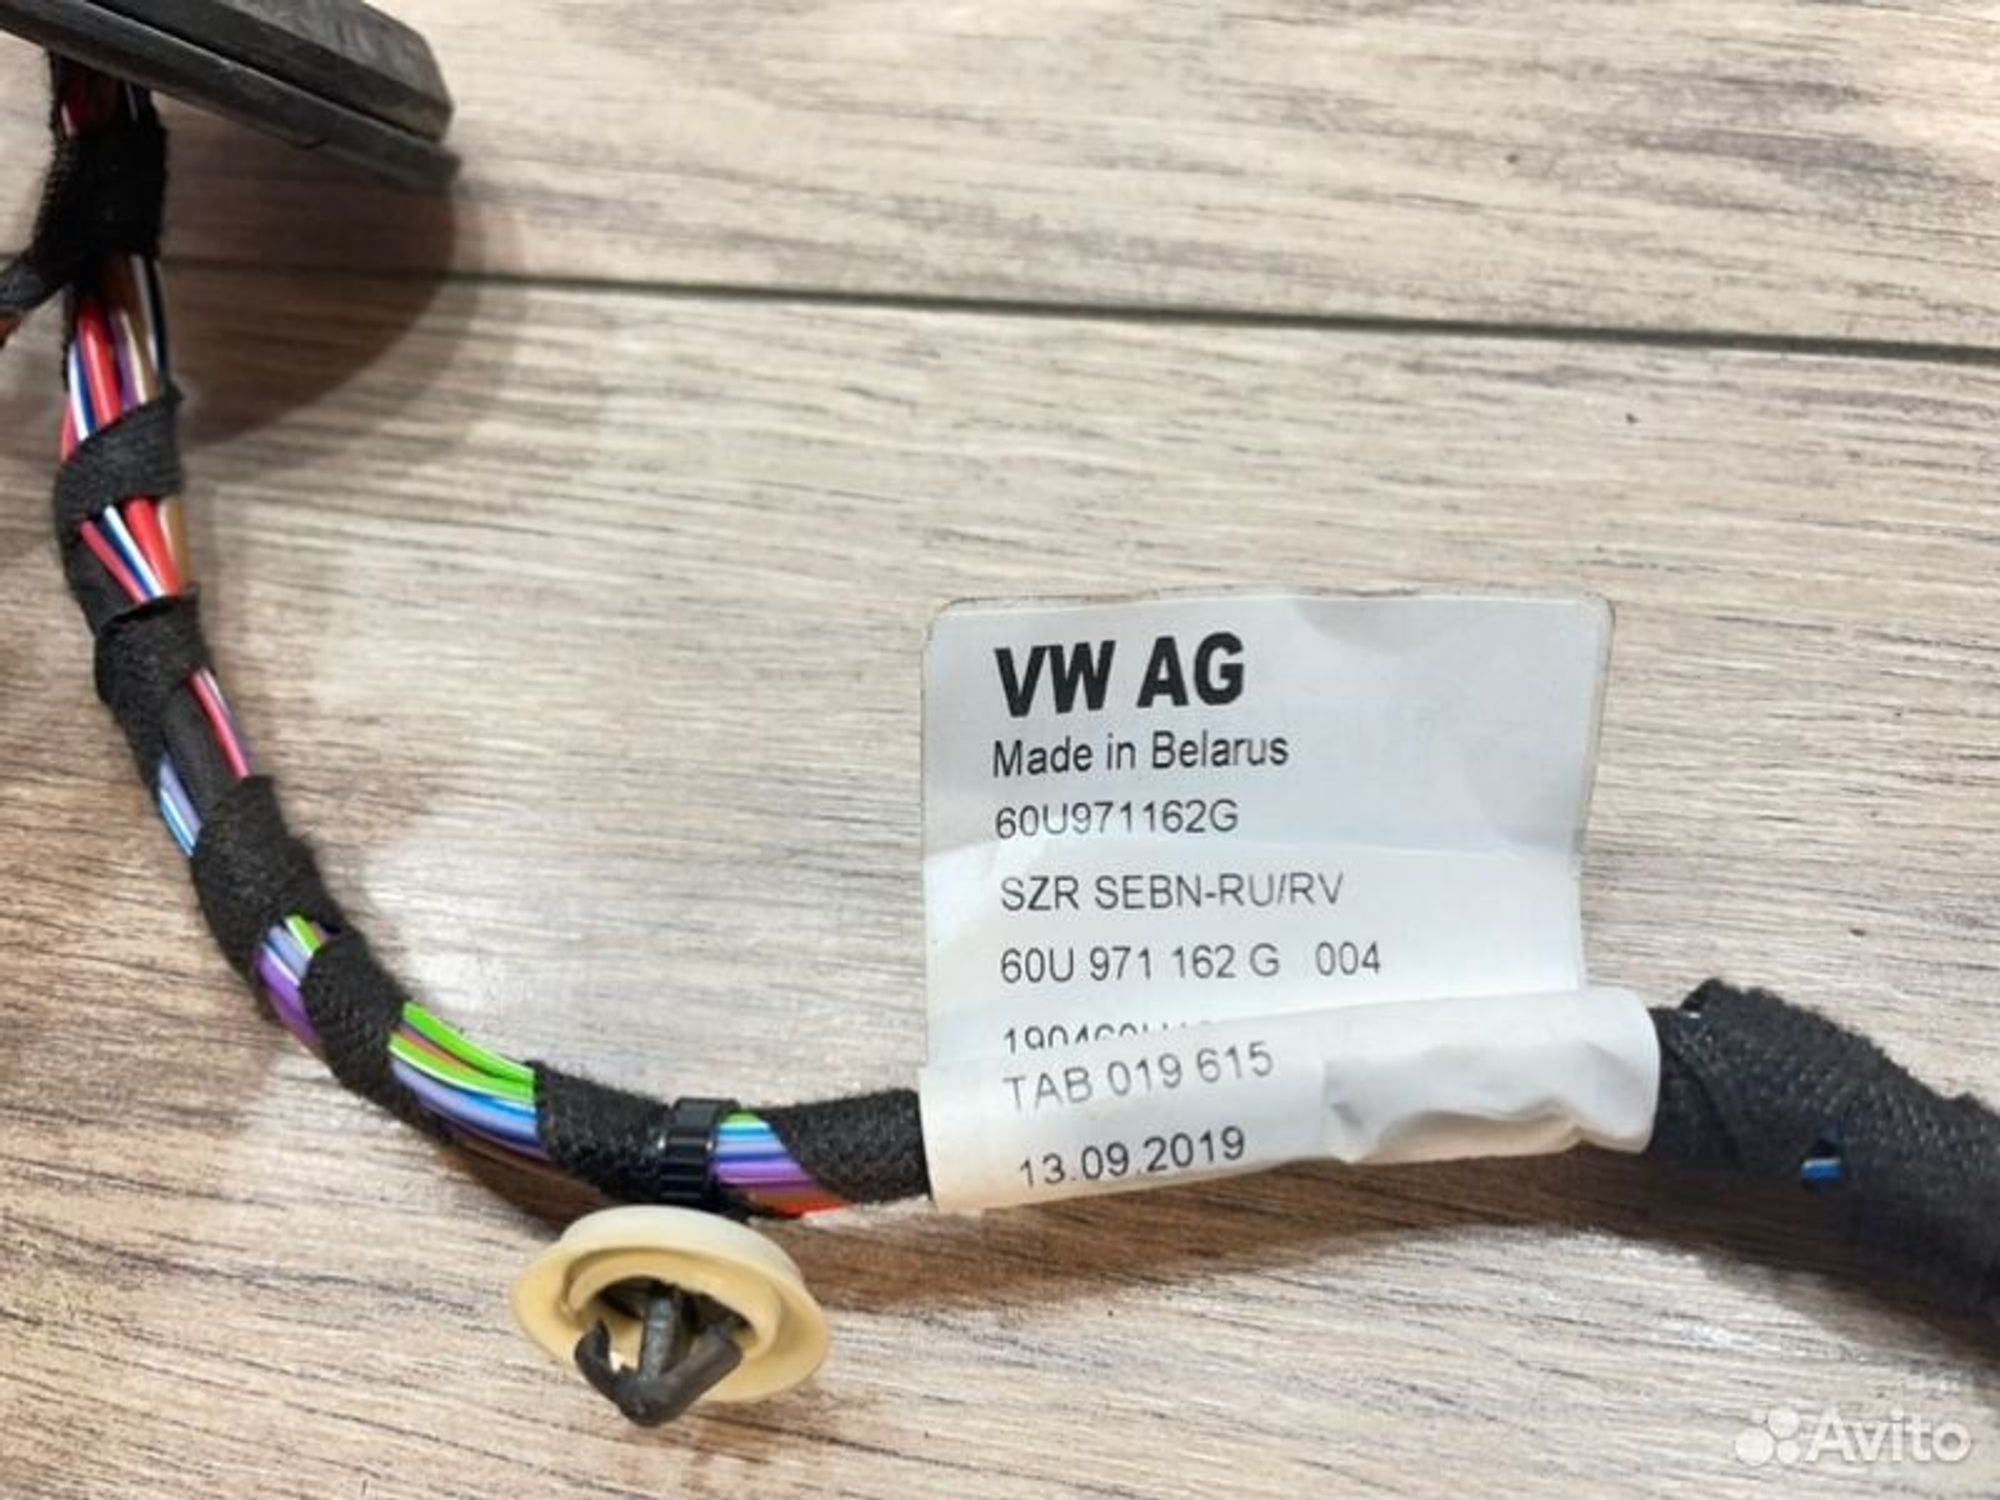 VW AG
Made in Belarus
60U971162G
SZR SEBN-RU/RV
60U 971 162 G 004
TAB 019 615
13.09.2019
Avito